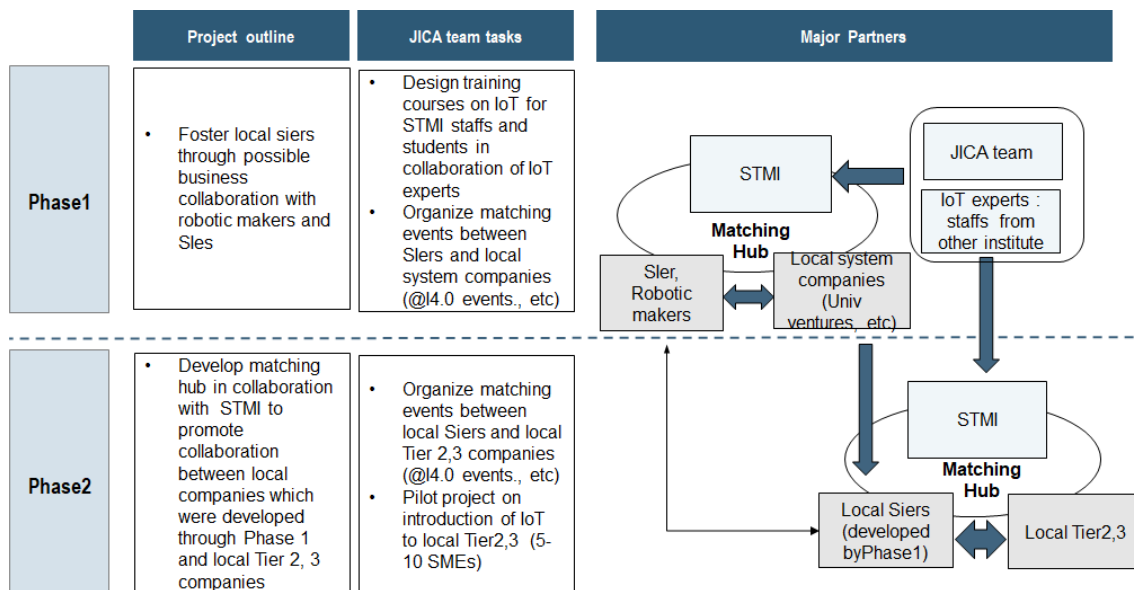 Project outline
JICA team tasks
Major Partners
Phase1
• Foster local siers
through possible
business
collaboration with
robotic makers and
SIes
• Design training
courses on IoT for
STMI staffs and
students in
collaboration of IoT
experts
• Organize matching
events between
SIers and local
system companies
(@I4.0 events., etc)
STMI
Matching
Hub
SIer,
Robotic
makers
Local system
companies
(Univ
ventures, etc)
JICA team
IoT experts :
staffs from
other institute
Phase2
• Develop matching
hub in collaboration
with STMI to
promote
collaboration
between local
companies which
were developed
through Phase 1
and local Tier 2, 3
companies
• Organize matching
events between
local Siers and local
Tier 2,3 companies
(@I4.0 events., etc)
• Pilot project on
introduction of IoT
to local Tier2,3 (5-
10 SMEs)
STMI
Matching
Hub
Local Siers
(developed
byPhase1)
Local Tier2,3